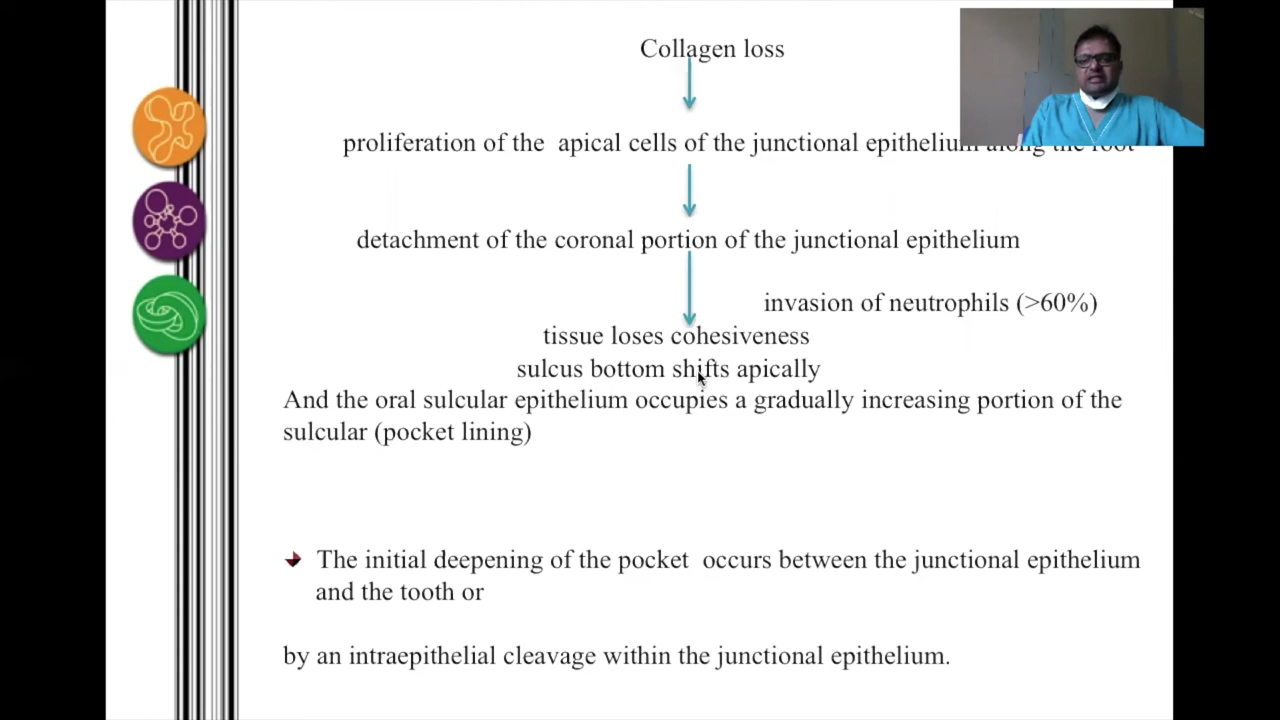 Collagen loss
proliferation of the apical cells of the junctional epithelium along the root
detachment of the coronal portion of the junctional epithelium
invasion of neutrophils (>60%)
tissue loses cohesiveness
sulcus bottom shifts apically
And the oral sulcular epithelium occupies a gradually increasing portion of the
sulcular (pocket lining)
The initial deepening of the pocket occurs between the junctional epithelium
and the tooth or
by an intraepithelial cleavage within the junctional epithelium.